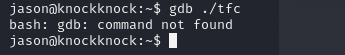 jason@knockknock:~$ gdb ./tfc
bash: gdb: command not found
jason@knockknock:~$